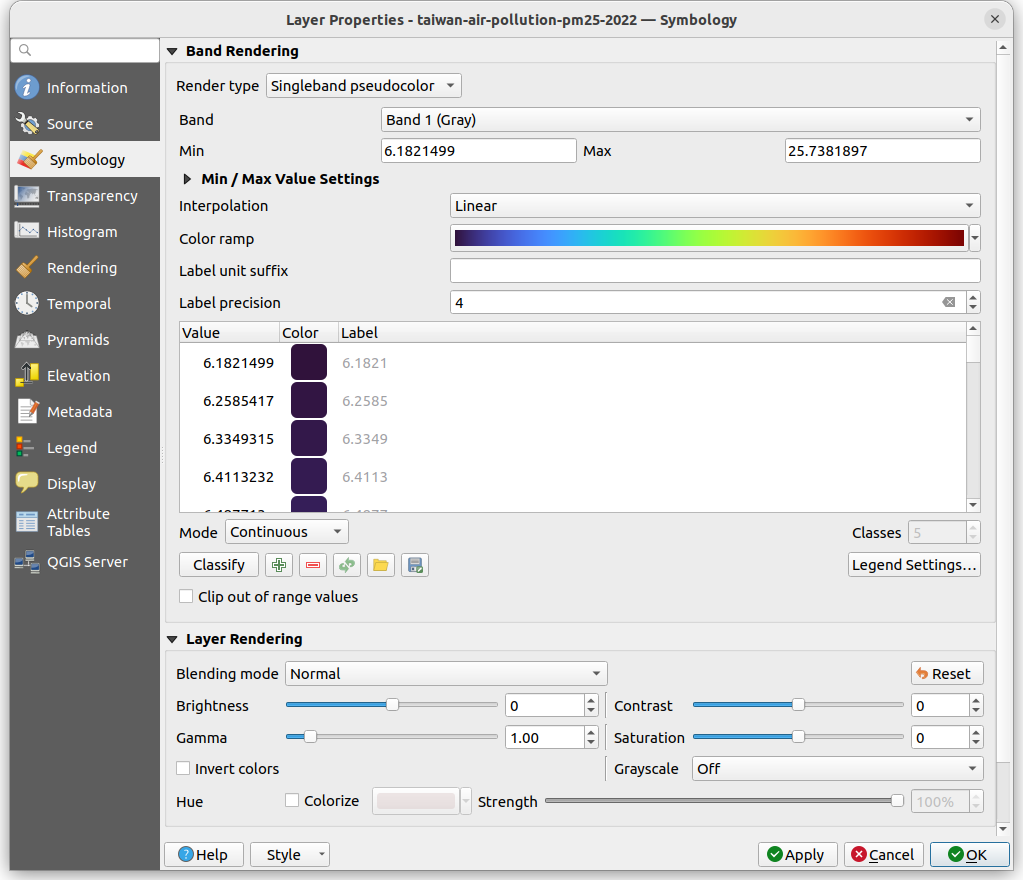 Layer Properties - taiwan-air-pollution-pm25-2022 — Symbology
Information
Source
Symbology
Transparency
Histogram
Rendering
Temporal
Pyramids
Elevation
Metadata
Legend
Display
Attribute
Tables
QGIS Server
Band Rendering
Render type Singleband pseudocolor
Band Band 1 (Gray)
Min 6.1821499 Max 25.7381897
Min / Max Value Settings
Interpolation Linear
Color ramp
Label unit suffix
Label precision 4
Value Color Label
6.1821499 6.1821
6.2585417 6.2585
6.3349315 6.3349
6.4113232 6.4113
Mode Continuous Classes 5
Classify Legend Settings...
Clip out of range values
Layer Rendering
Blending mode Normal Reset
Brightness 0 Contrast 0
Gamma 1.00 Saturation 0
Invert colors Grayscale Off
Hue Colorize Strength 100%
Help Style Apply Cancel OK